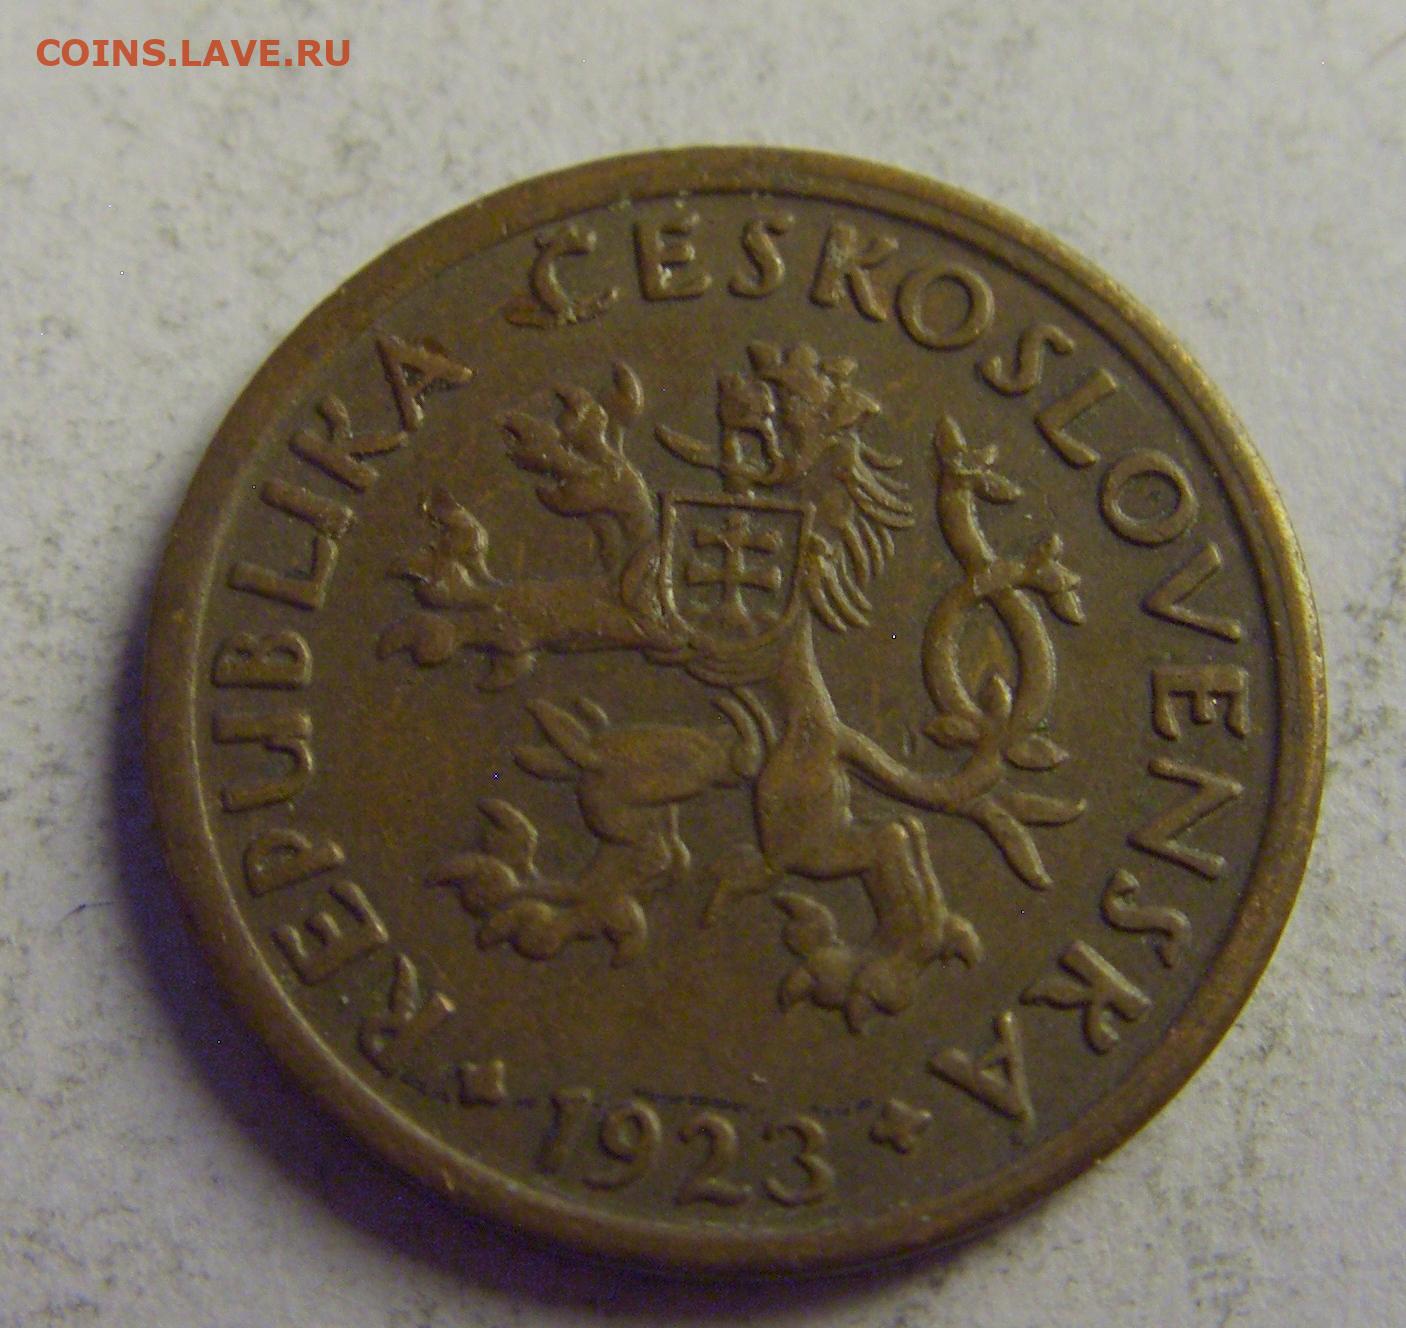 COINS.LAVE.RU
REPUBLIKA ČESKOSLOVENSKA
1923